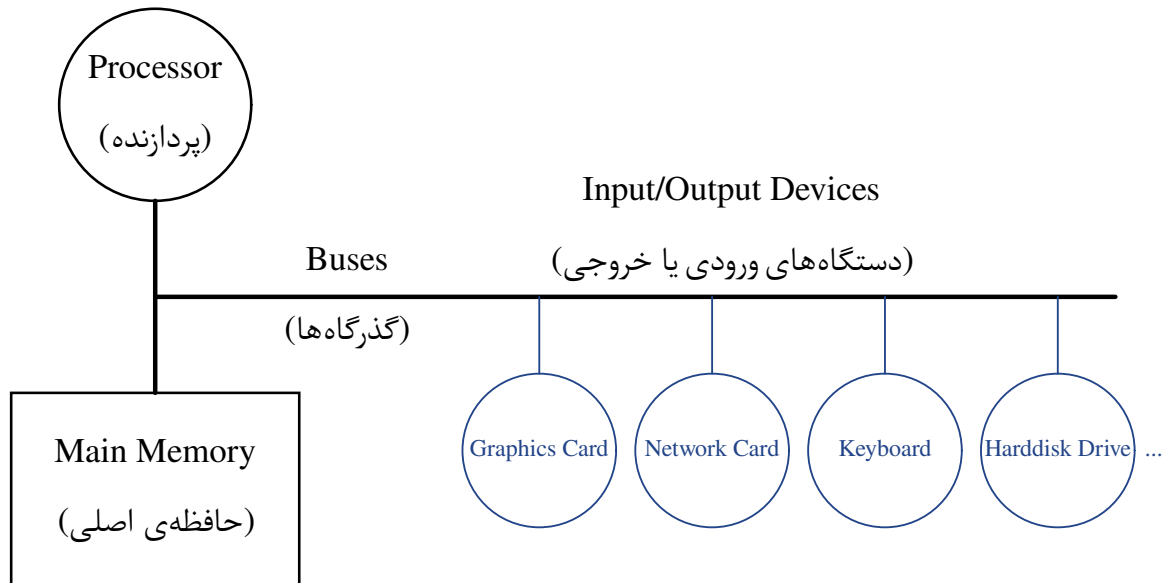 Processor
(پردازنده)
Input/Output Devices
(دستگاه‌های ورودی یا خروجی)
Buses
(گذرگاه‌ها)
Main Memory
(حافظه‌ی اصلی)
Graphics Card
Network Card
Keyboard
Harddisk Drive
...